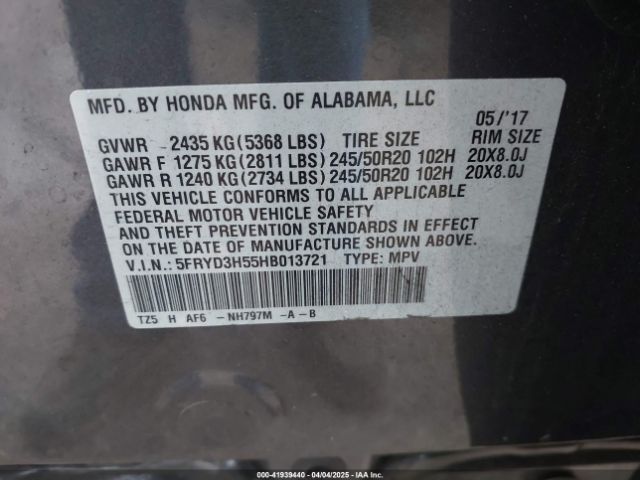 MFD. BY HONDA MFG. OF ALABAMA, LLC
05/'17
GVWR 2435 KG (5368 LBS) TIRE SIZE RIM SIZE
GAWR F 1275 KG (2811 LBS) 245/50R20 102H 20X8.0J
GAWR R 1240 KG (2734 LBS) 245/50R20 102H 20X8.0J
THIS VEHICLE CONFORMS TO ALL APPLICABLE
FEDERAL MOTOR VEHICLE SAFETY
AND THEFT PREVENTION STANDARDS IN EFFECT
ON THE DATE OF MANUFACTURE SHOWN ABOVE.
V.I.N.: 5FRYD3H55HB013721 TYPE: MPV
TZ5 H AF6 -NH797M -A-B
000-41939440 - 04/04/2025 - IAA Inc.